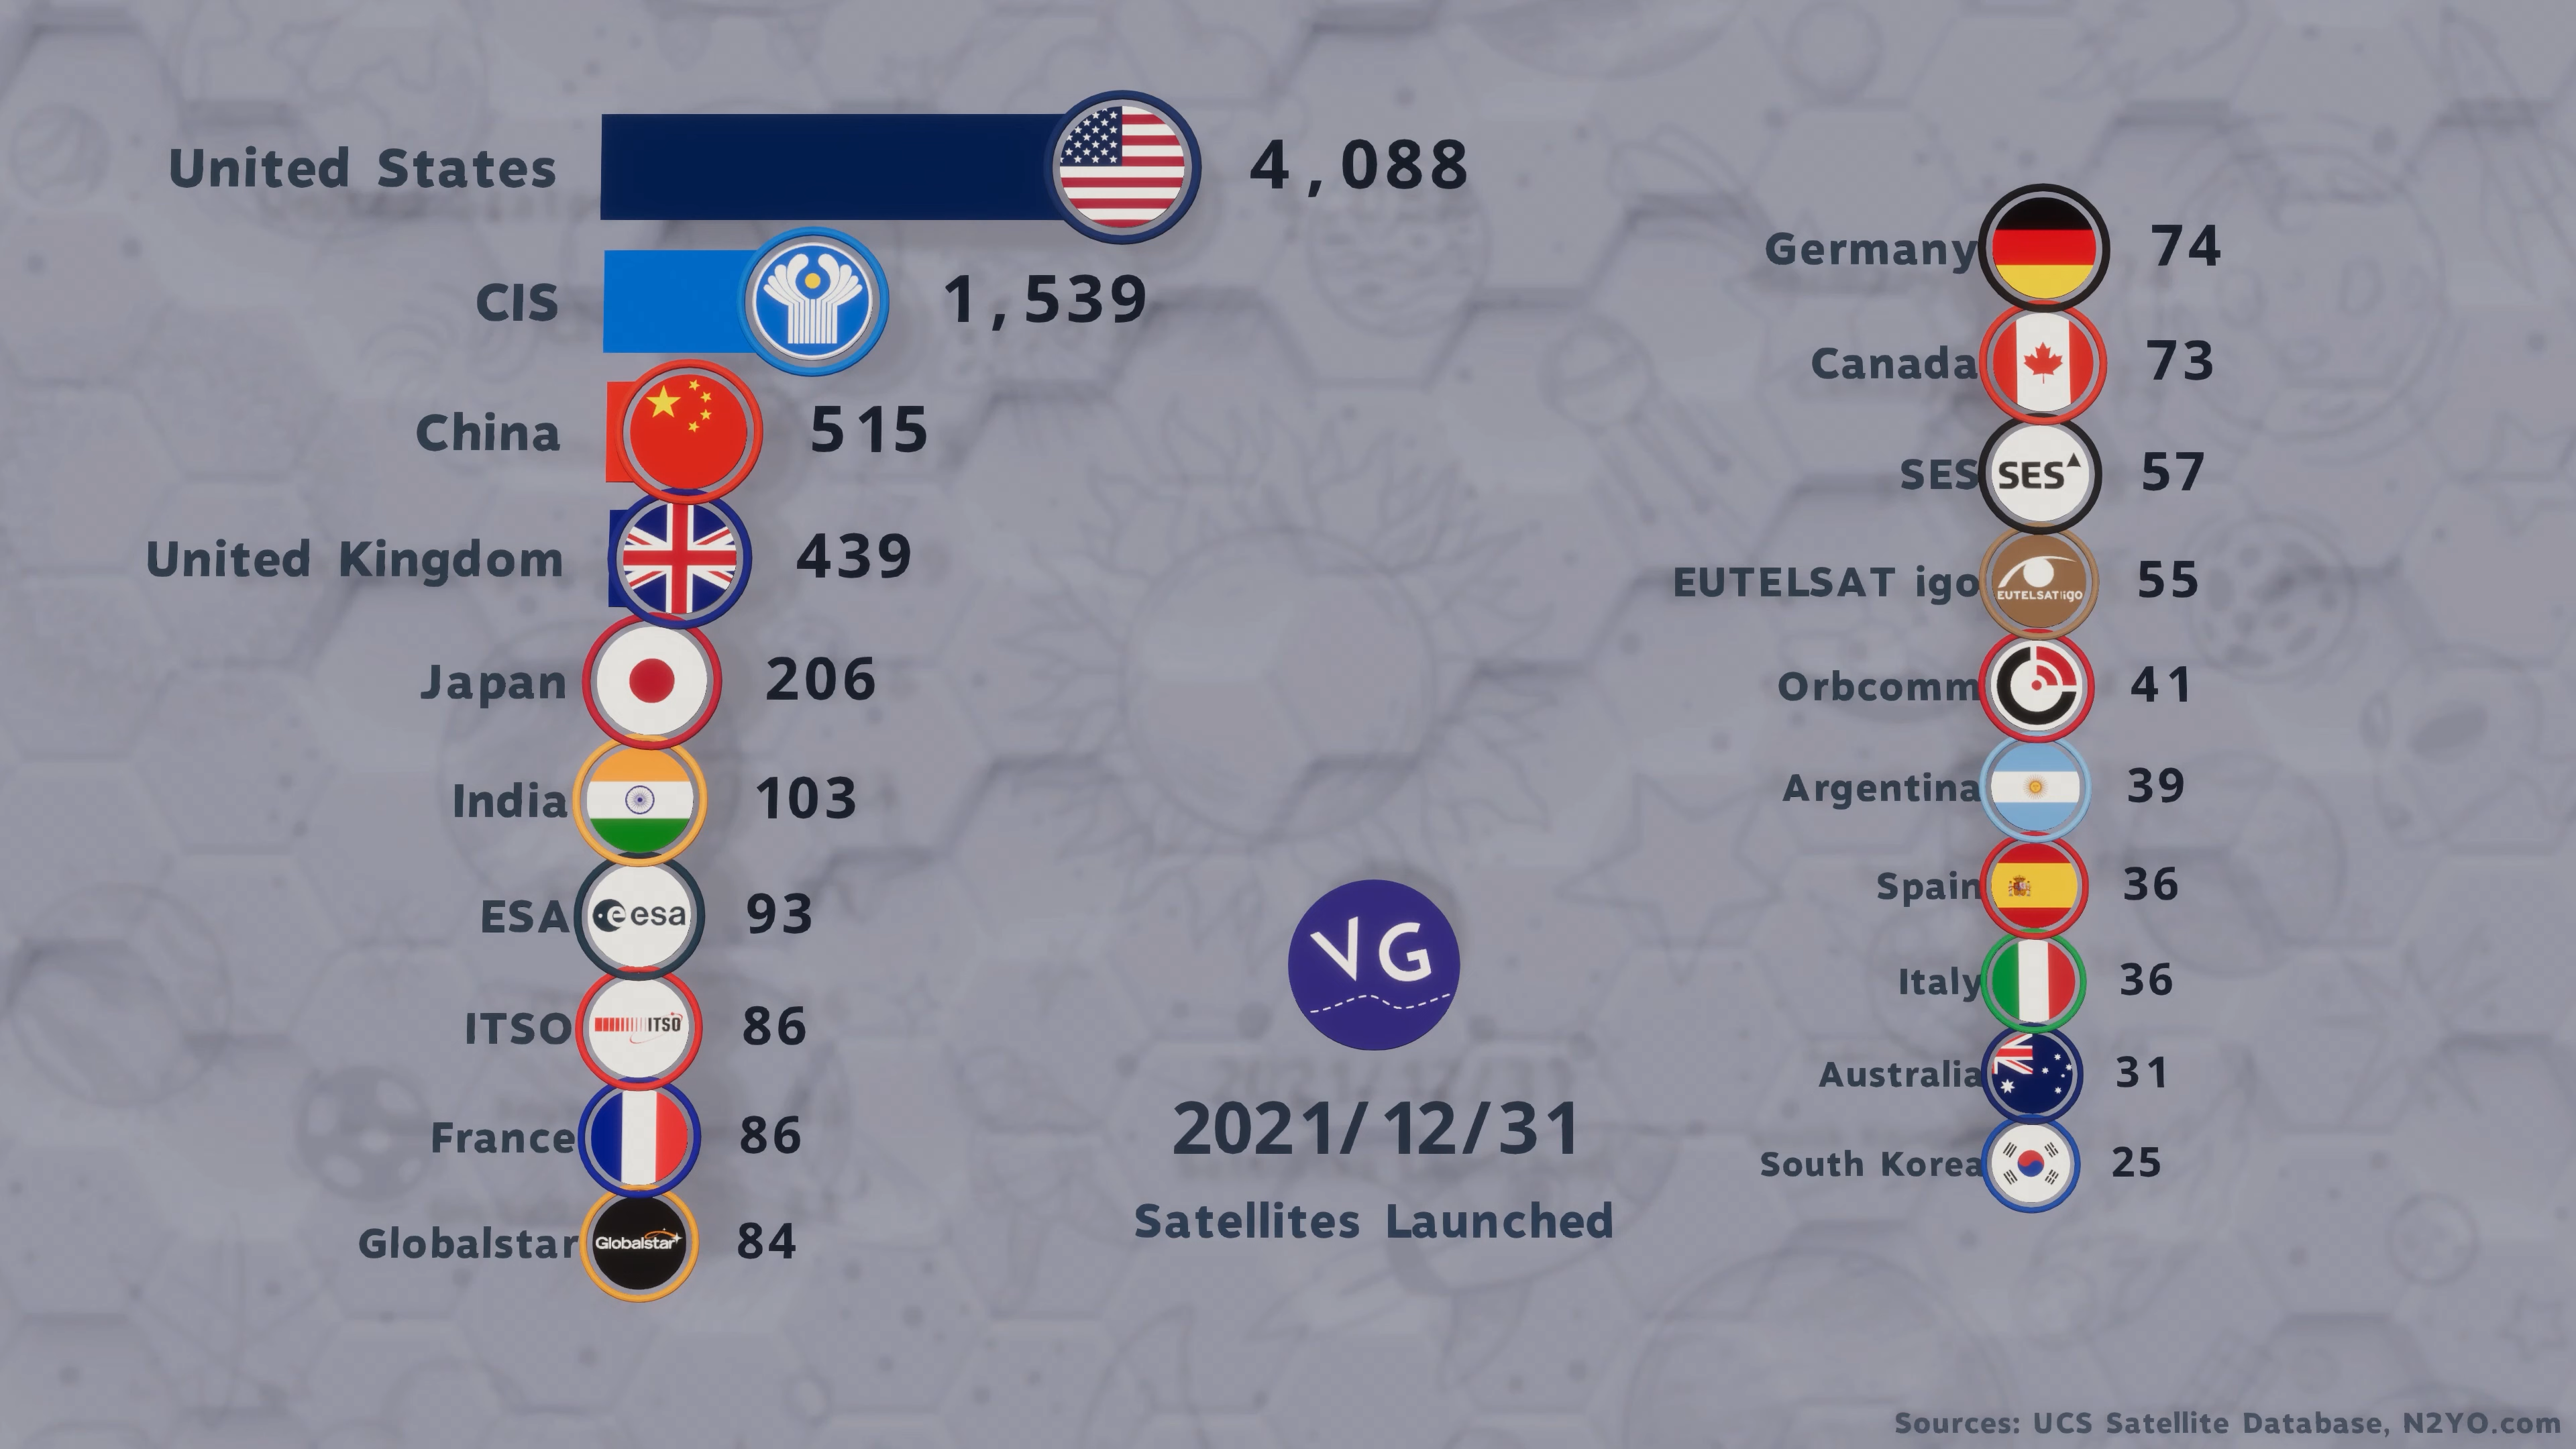 United States 4,088
CIS 1,539
China 515
United Kingdom 439
Japan 206
India 103
ESA esa 93
ITSO ITSO 86
France 86
Globalstar Globalstar 84
Germany 74
Canada 73
SES SES 57
EUTELSAT igo EUTELSAT igo 55
Orbcomm 41
Argentina 39
Spain 36
Italy 36
Australia 31
South Korea 25
VG
2021/12/31
Satellites Launched
Sources: UCS Satellite Database, N2YO.com